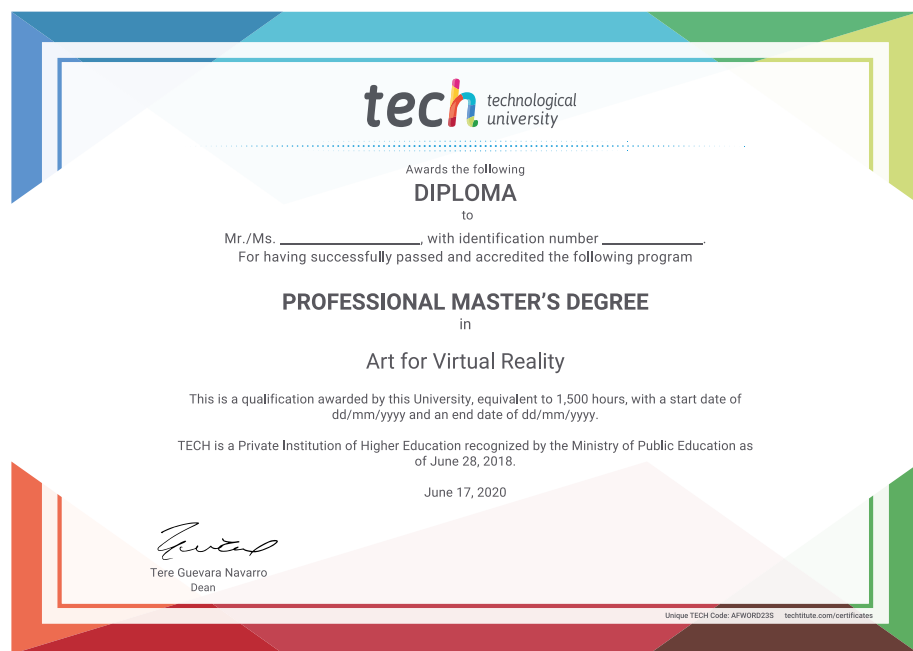 tech technological
university
Awards the following
DIPLOMA
to
Mr./Ms. ____________________, with identification number ______________.
For having successfully passed and accredited the following program
PROFESSIONAL MASTER'S DEGREE
in
Art for Virtual Reality
This is a qualification awarded by this University, equivalent to 1,500 hours, with a start date of
dd/mm/yyyy and an end date of dd/mm/yyyy.
TECH is a Private Institution of Higher Education recognized by the Ministry of Public Education as
of June 28, 2018.
June 17, 2020
Tere Guevara Navarro
Dean
Unique TECH Code: AFWORD23S techtitute.com/certificates